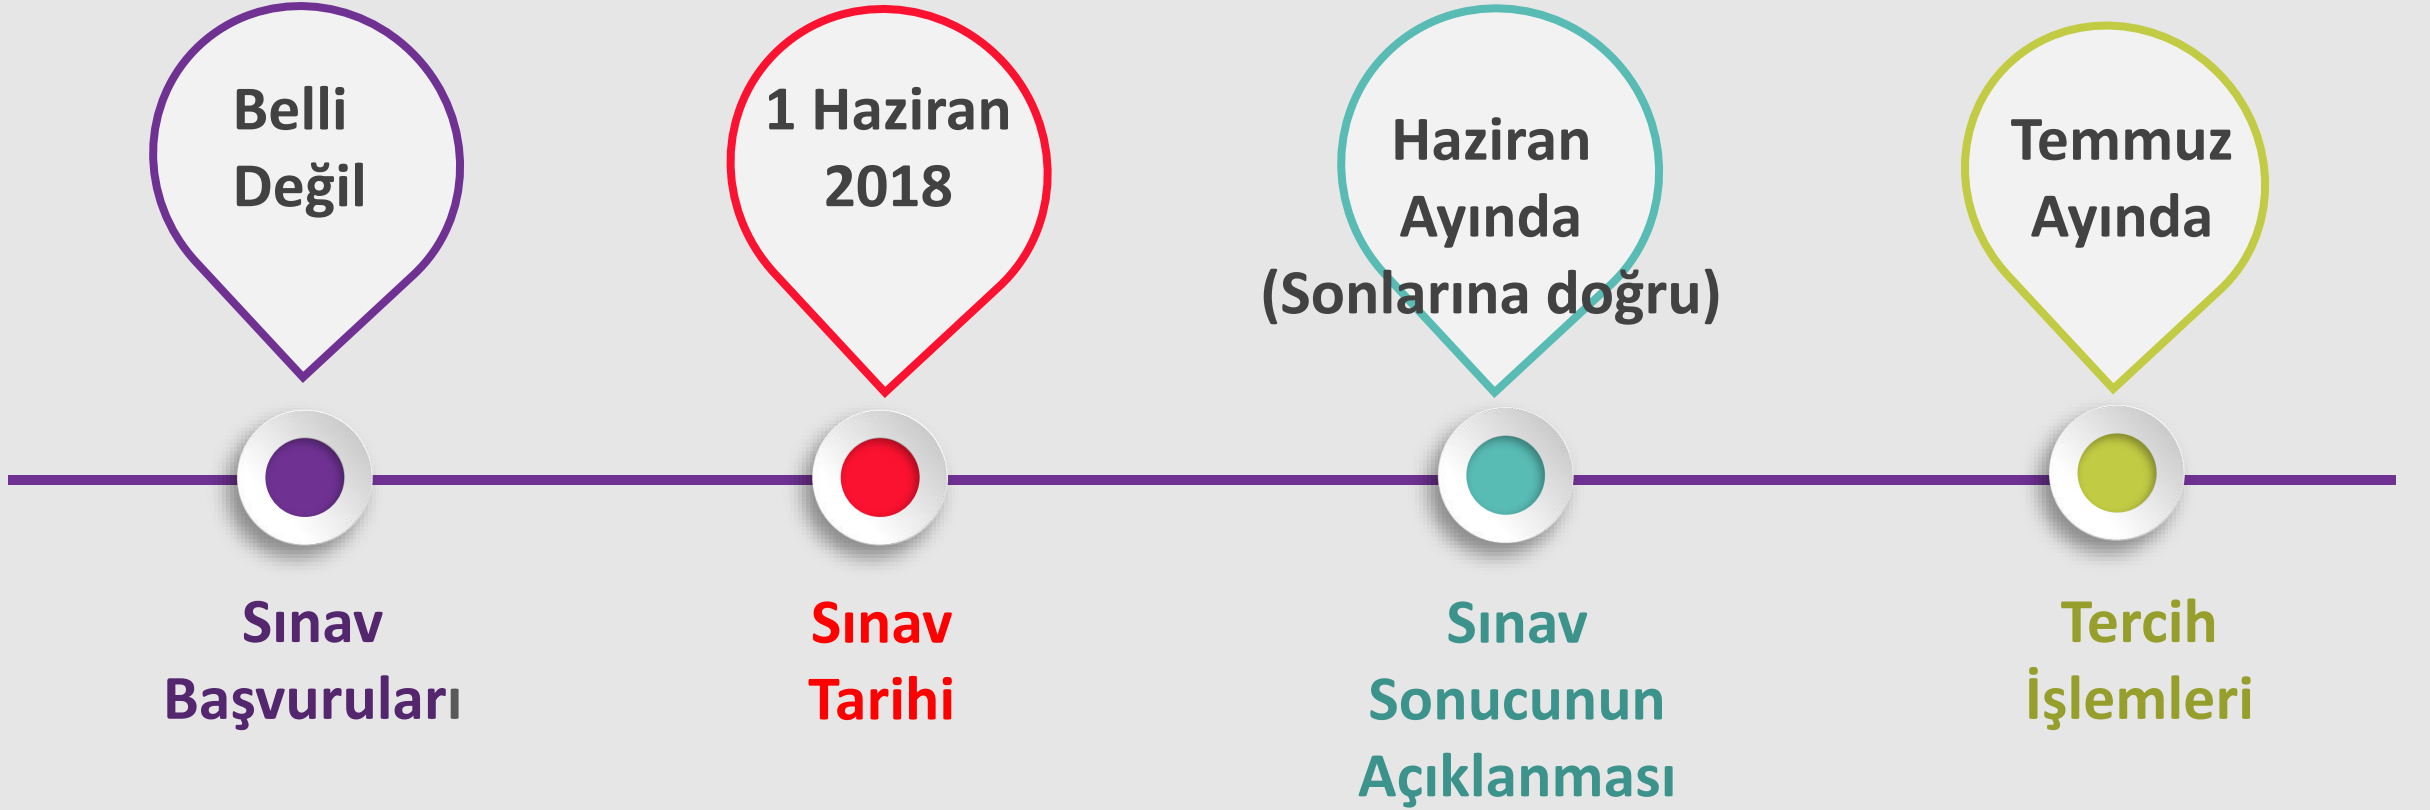 Belli
Değil
1 Haziran
2018
Haziran
Ayında
(Sonlarına doğru)
Temmuz
Ayında
Sınav
Başvuruları
Sınav
Tarihi
Sınav
Sonucunun
Açıklanması
Tercih
İşlemleri